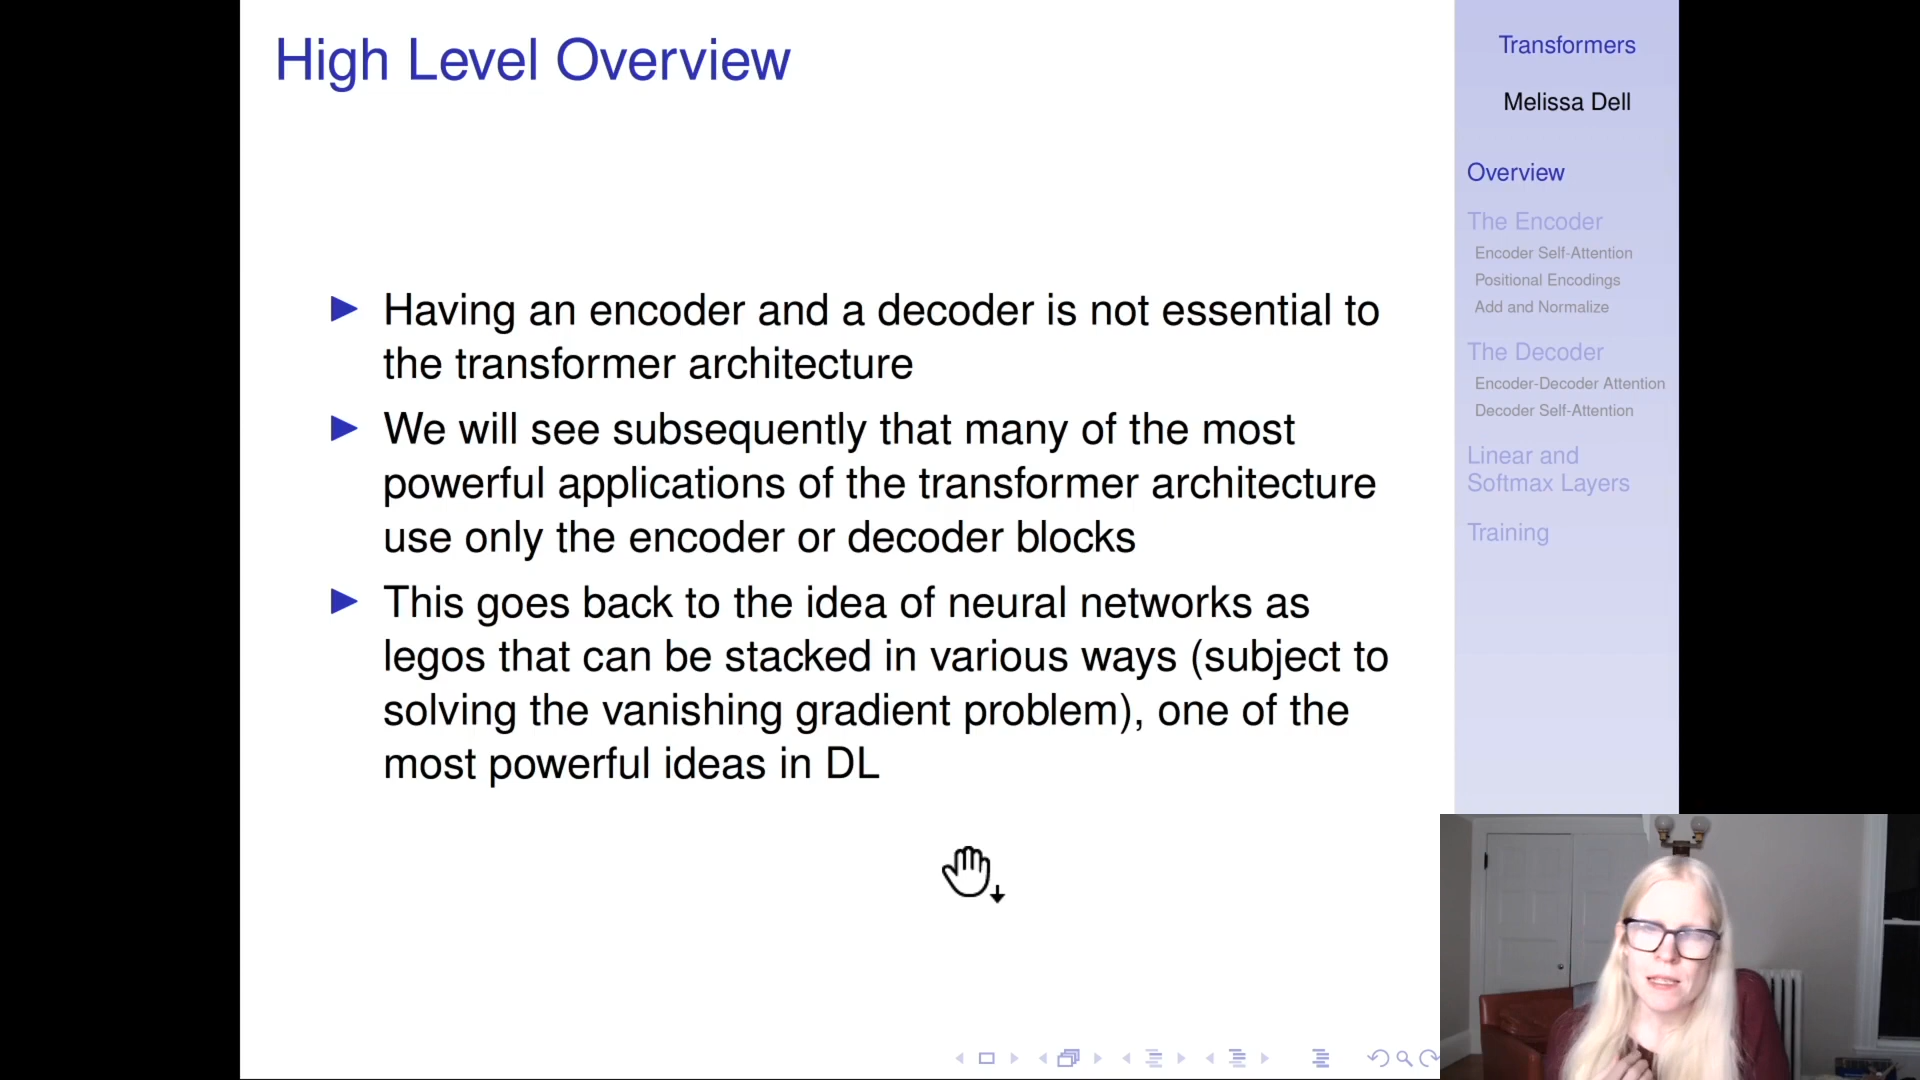 High Level Overview
Having an encoder and a decoder is not essential to
the transformer architecture
We will see subsequently that many of the most
powerful applications of the transformer architecture
use only the encoder or decoder blocks
This goes back to the idea of neural networks as
legos that can be stacked in various ways (subject to
solving the vanishing gradient problem), one of the
most powerful ideas in DL
Transformers
Melissa Dell
Overview
The Encoder
Encoder Self-Attention
Positional Encodings
Add and Normalize
The Decoder
Encoder-Decoder Attention
Decoder Self-Attention
Linear and
Softmax Layers
Training